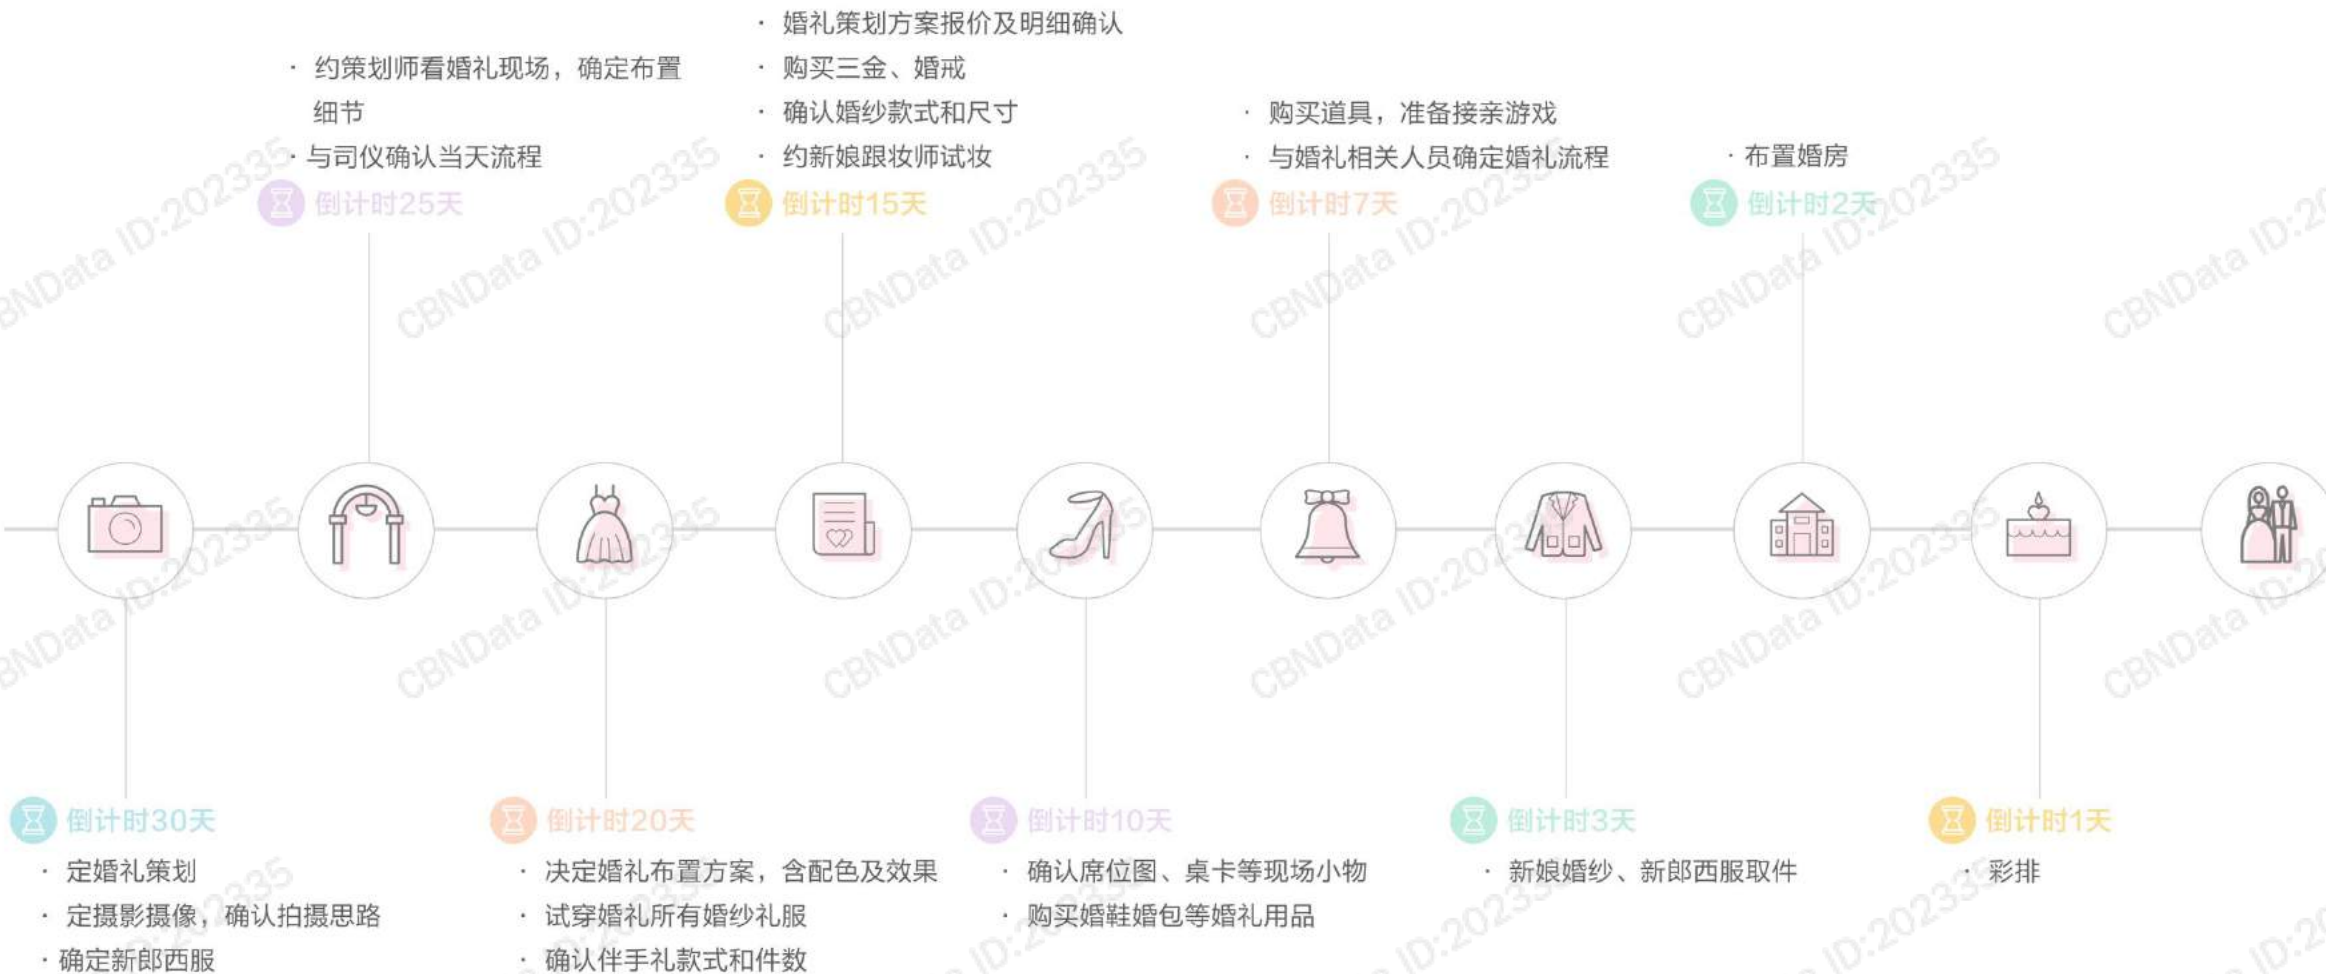 · 约策划师看婚礼现场，确定布置
细节
· 与司仪确认当天流程
倒计时25天
· 婚礼策划方案报价及明细确认
· 购买三金、婚戒
· 确认婚纱款式和尺寸
· 约新娘跟妆师试妆
倒计时15天
· 购买道具，准备接亲游戏
· 与婚礼相关人员确定婚礼流程
倒计时7天
· 布置婚房
倒计时2天
倒计时30天
· 定婚礼策划
· 定摄影摄像，确认拍摄思路
· 确定新郎西服
倒计时20天
· 决定婚礼布置方案，含配色及效果
· 试穿婚礼所有婚纱礼服
· 确认伴手礼款式和件数
倒计时10天
· 确认席位图、桌卡等现场小物
· 购买婚鞋婚包等婚礼用品
倒计时3天
· 新娘婚纱、新郎西服取件
倒计时1天
· 彩排
CBNData ID:202335